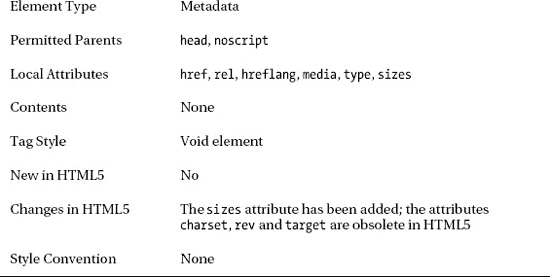 Element Type Metadata
Permitted Parents head, noscript
Local Attributes href, rel, hreflang, media, type, sizes
Contents None
Tag Style Void element
New in HTML5 No
Changes in HTML5 The sizes attribute has been added; the attributes
charset, rev and target are obsolete in HTML5
Style Convention None